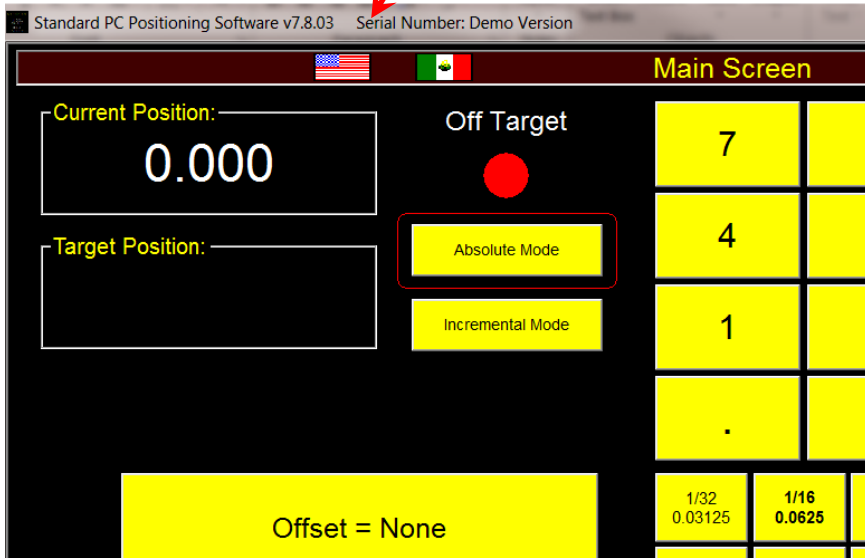 Standard PC Positioning Software v7.8.03 Serial Number: Demo Version
Main Screen
Current Position:
0.000
Off Target
Target Position:
Absolute Mode
Incremental Mode
7
4
1
.
1/32
0.03125
1/16
0.0625
Offset = None